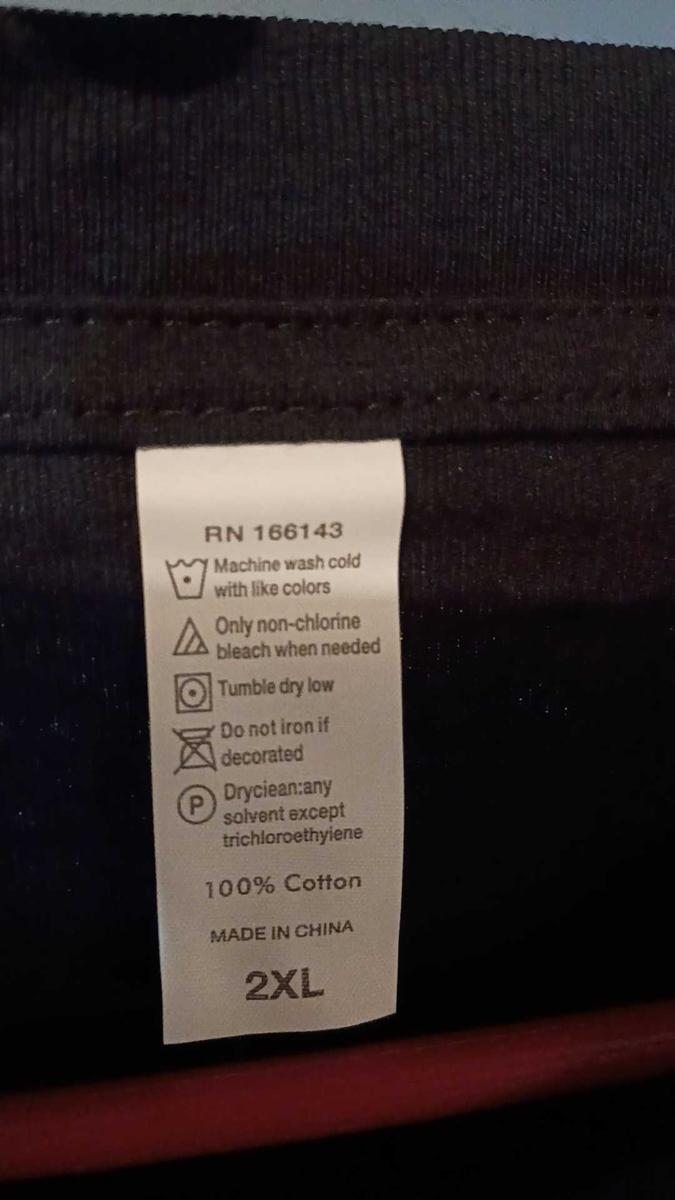 RN 166143
Machine wash cold
with like colors
Only non-chlorine
bleach when needed
Tumble dry low
Do not iron if
decorated
P
Dryciean:any
solvent except
trichloroethyiene
100% Cotton
MADE IN CHINA
2XL